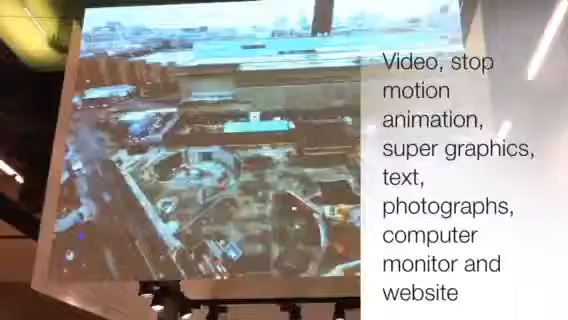 Video, stop
motion
animation,
super graphics,
text,
photographs,
computer
monitor and
website